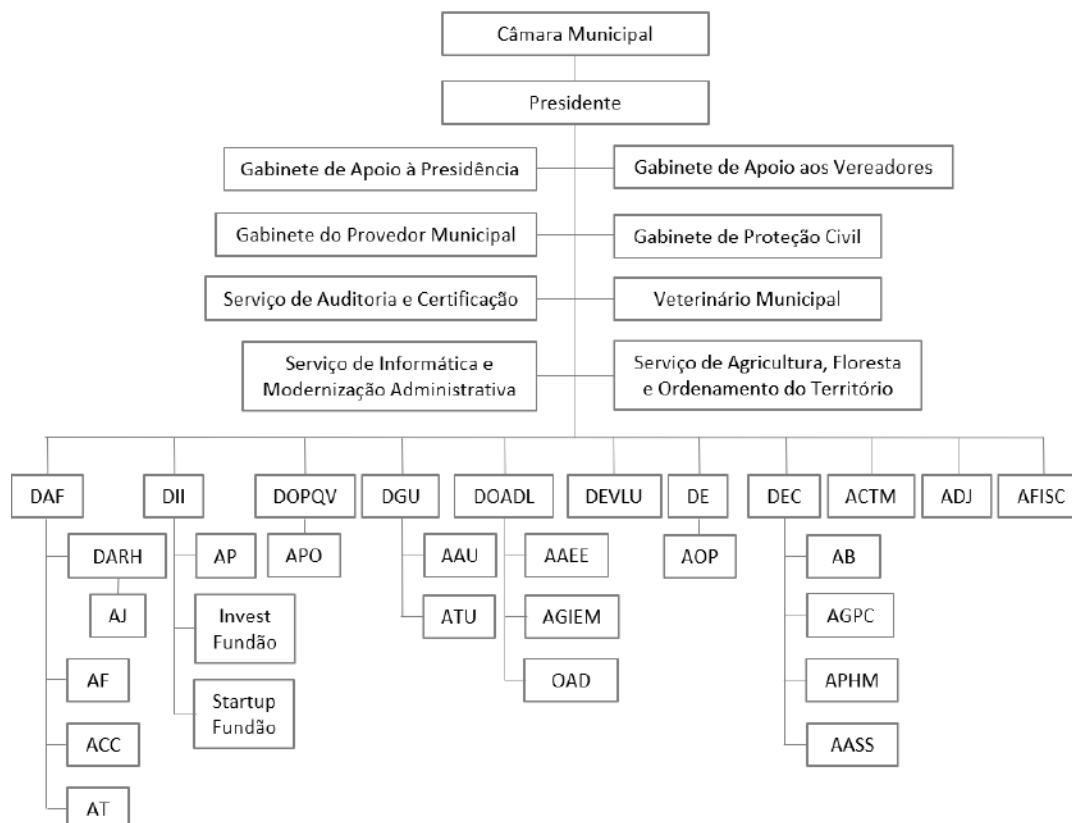 Câmara Municipal
Presidente
Gabinete de Apoio à Presidência
Gabinete de Apoio aos Vereadores
Gabinete do Provedor Municipal
Gabinete de Proteção Civil
Serviço de Auditoria e Certificação
Veterinário Municipal
Serviço de Informática e
Modernização Administrativa
Serviço de Agricultura, Floresta
e Ordenamento do Território
DAF
DII
DOPQV
DGU
DOADL
DEVLU
DE
DEC
ACTM
ADJ
AFISC
DARH
AJ
AF
ACC
AT
AP
Invest
Fundão
Startup
Fundão
APO
AAU
ATU
AAEE
AGIEM
OAD
AOP
AB
AGPC
APHM
AASS